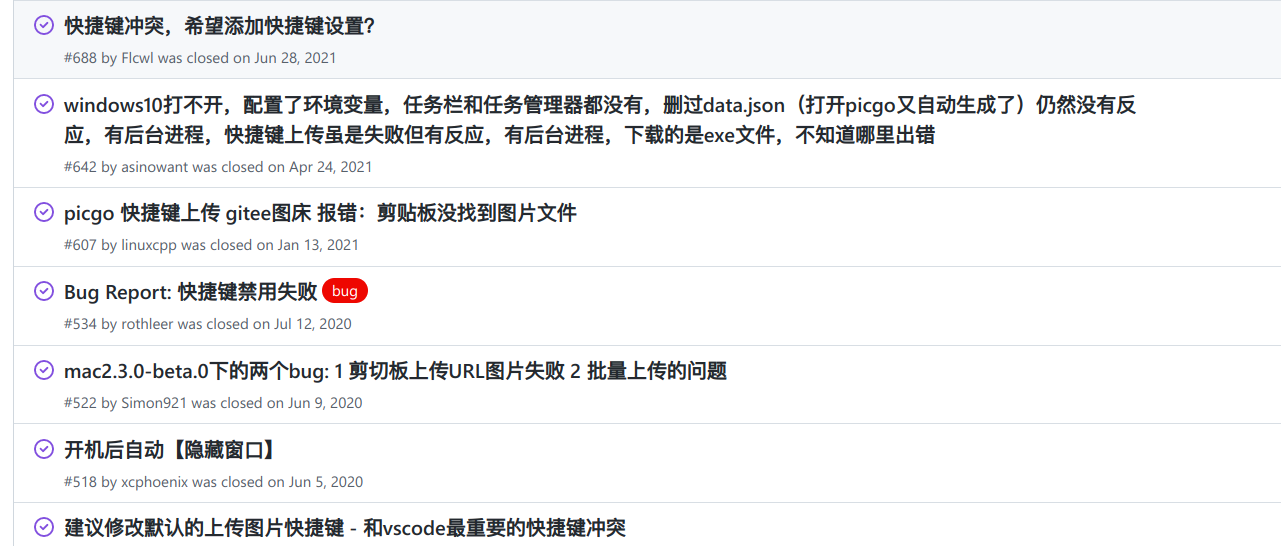 快捷键冲突，希望添加快捷键设置？
#688 by Flcwl was closed on Jun 28, 2021
windows10打不开，配置了环境变量，任务栏和任务管理器都没有，删过data.json（打开picgo又自动生成了）仍然没有反
应，有后台进程，快捷键上传虽是失败但有反应，有后台进程，下载的是exe文件，不知道哪里出错
#642 by asinowant was closed on Apr 24, 2021
picgo 快捷键上传 gitee图床 报错：剪贴板没找到图片文件
#607 by linuxcpp was closed on Jan 13, 2021
Bug Report: 快捷键禁用失败 bug
#534 by rothleer was closed on Jul 12, 2020
mac2.3.0-beta.0下的两个bug: 1 剪切板上传URL图片失败 2 批量上传的问题
#522 by Simon921 was closed on Jun 9, 2020
开机后自动【隐藏窗口】
#518 by xcphoenix was closed on Jun 5, 2020
建议修改默认的上传图片快捷键 - 和vscode最重要的快捷键冲突